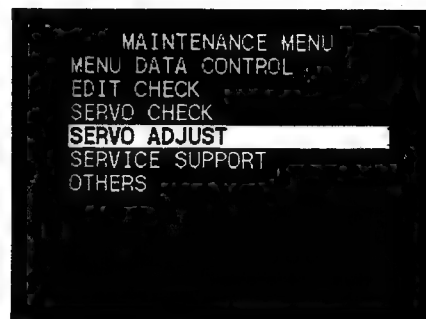 MAINTENANCE MENU
MENU DATA CONTROL
EDIT CHECK
SERVO CHECK
SERVO ADJUST
SERVICE SUPPORT
OTHERS